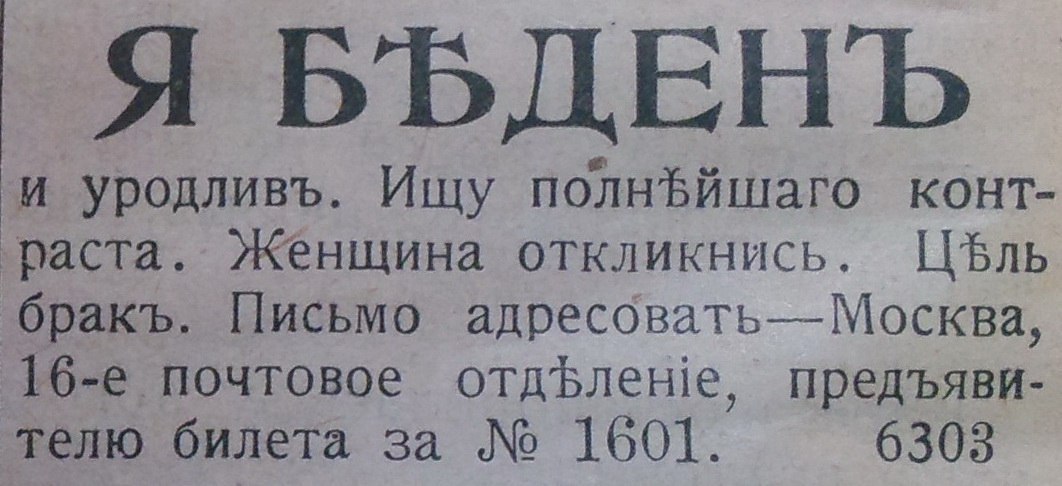 Я БѢДЕНЪ
и уродливъ. Ищу полнѣйшаго конт-
раста. Женщина откликнись. Цѣль
бракъ. Письмо адресовать—Москва,
16-е почтовое отдѣленіе, предъяви-
телю билета за № 1601. 6303